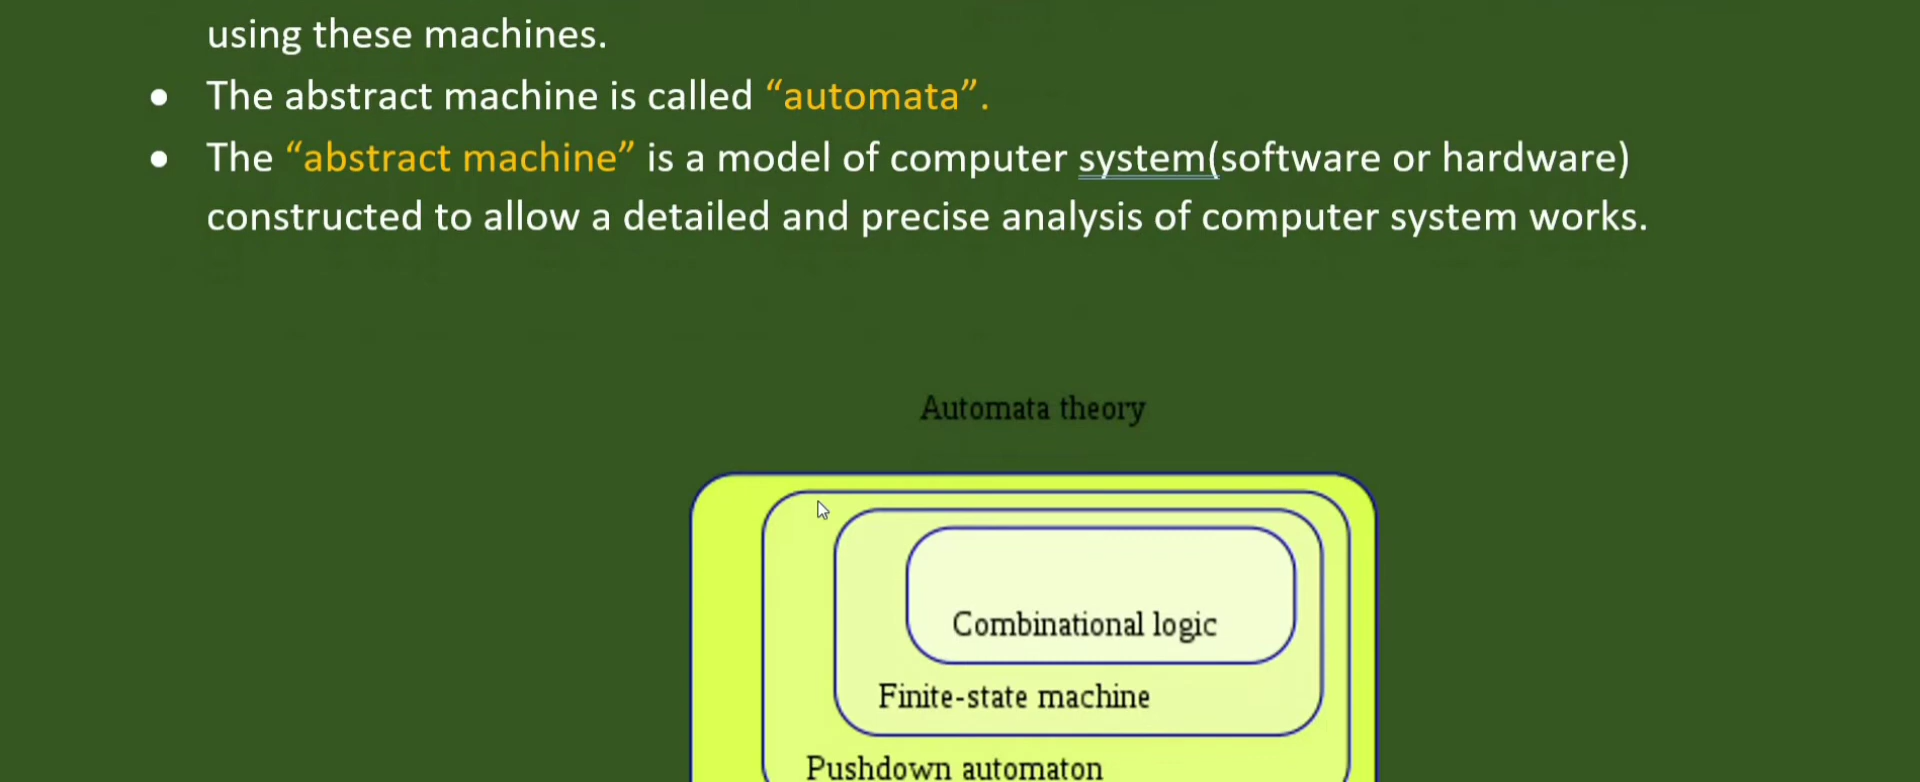 using these machines.
The abstract machine is called “automata”.
The “abstract machine” is a model of computer system(software or hardware)
constructed to allow a detailed and precise analysis of computer system works.
Automata theory
Combinational logic
Finite-state machine
Pushdown automaton